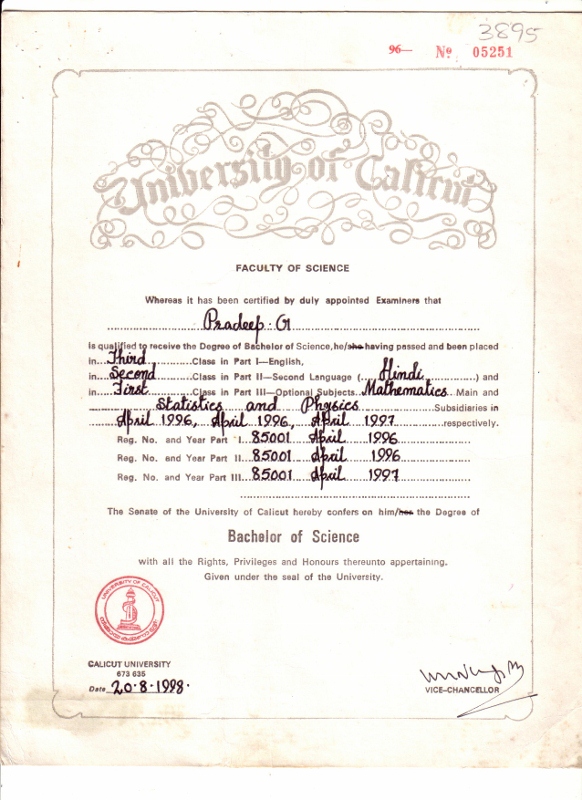 3895
96— Nº 05251
University of Calicut
FACULTY OF SCIENCE
Whereas it has been certified by duly appointed Examiners that
Pradeep. G
is qualified to receive the Degree of Bachelor of Science, he/she having passed and been placed
in Third Class in Part I—English,
in Second Class in Part II—Second Language ( Hindi ) and
in First Class in Part III—Optional Subjects Mathematics Main and
Statistics and Physics Subsidiaries in
April 1996, April 1996, April 1997 respectively.
Reg. No. and Year Part I 85001 April 1996
Reg. No. and Year Part II 85001 April 1996
Reg. No. and Year Part III 85001 April 1997
The Senate of the University of Calicut hereby confers on him/her the Degree of
Bachelor of Science
with all the Rights, Privileges and Honours thereunto appertaining.
Given under the seal of the University.
UNIVERSITY OF CALICUT
CALICUT UNIVERSITY
673 635
Date 20·8·1998·
VICE-CHANCELLOR